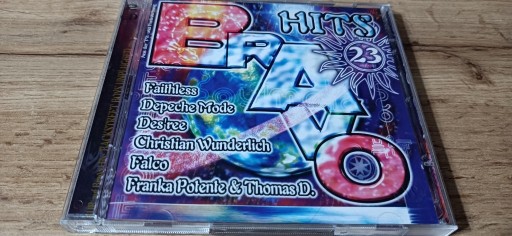 BRAVO
HITS
23
Faithless
Depeche Mode
Des'ree
Christian Wunderlich
Falco
Franka Potente & Thomas D.